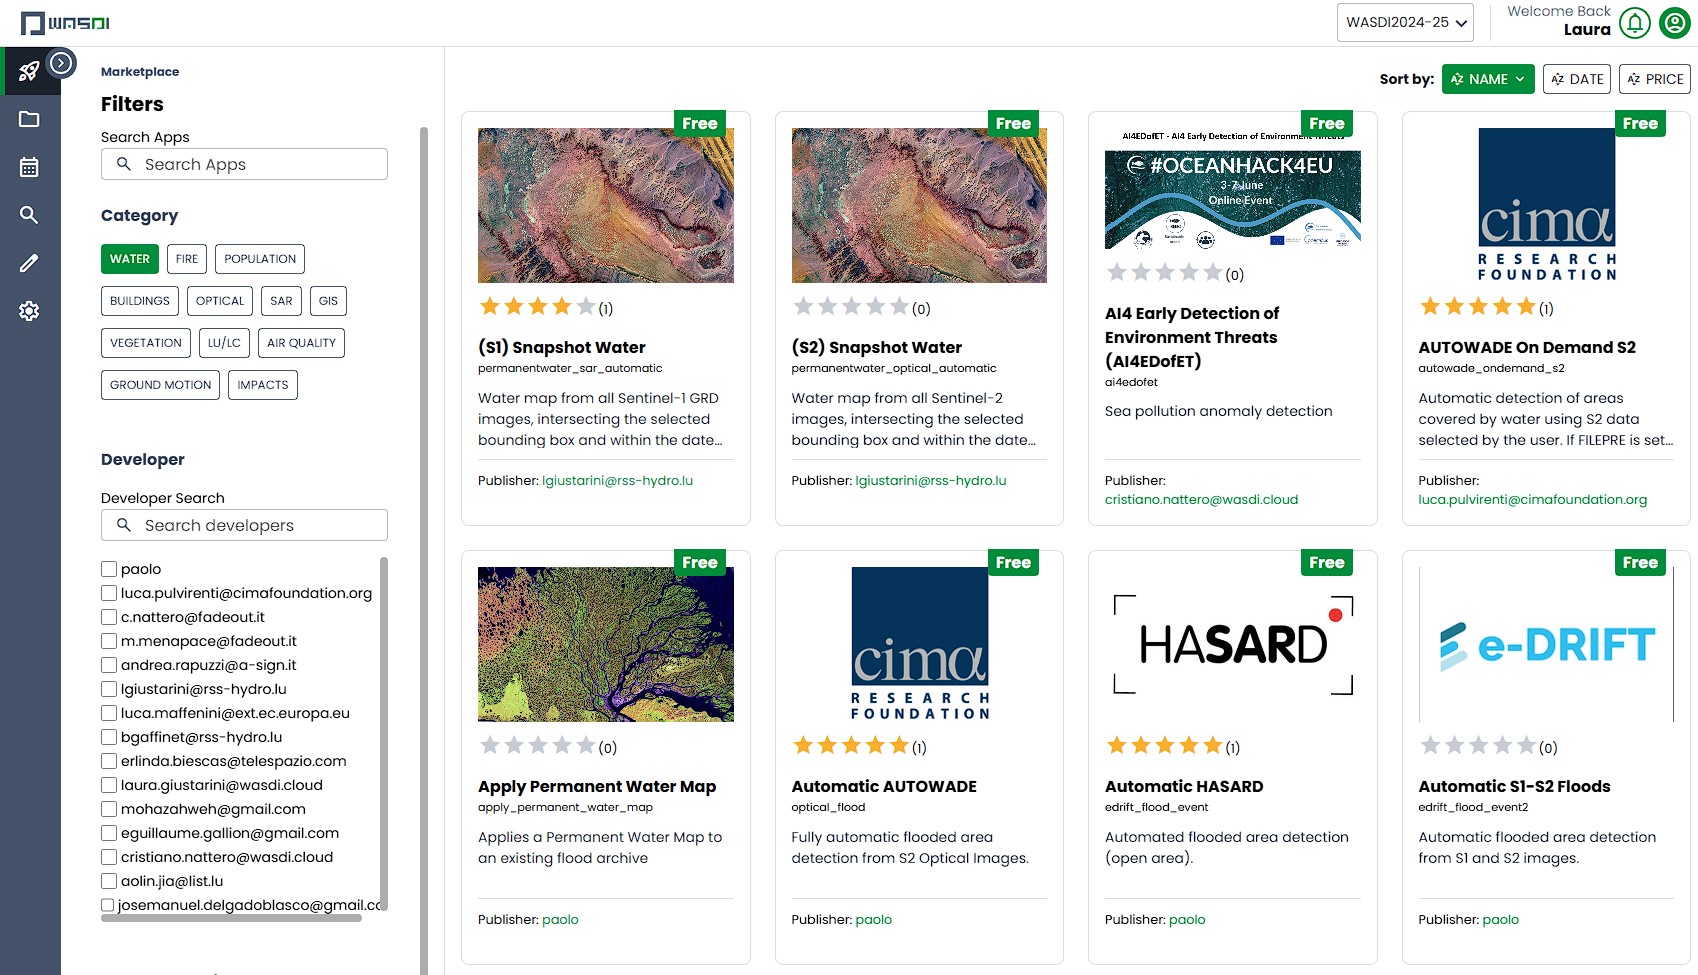 WASDI
WASDI2024-25
Welcome Back
Laura
Marketplace
Filters
Search Apps
Search Apps
Category
WATER
FIRE
POPULATION
BUILDINGS
OPTICAL
SAR
GIS
VEGETATION
LU/LC
AIR QUALITY
GROUND MOTION
IMPACTS
Developer
Developer Search
Search developers
paolo
luca.pulvirenti@cimafoundation.org
c.nattero@fadeout.it
m.menapace@fadeout.it
andrea.rapuzzi@a-sign.it
lgiustarini@rss-hydro.lu
luca.maffenini@ext.ec.europa.eu
bgaffinet@rss-hydro.lu
erlinda.biescas@telespazio.com
laura.giustarini@wasdi.cloud
mohazahweh@gmail.com
eguillaume.gallion@gmail.com
cristiano.nattero@wasdi.cloud
aolin.jia@list.lu
josemanuel.delgadoblasco@gmail.co
Sort by: NAME DATE PRICE
Free
(1)
(S1) Snapshot Water
permanentwater_sar_automatic
Water map from all Sentinel-1 GRD
images, intersecting the selected
bounding box and within the date...
Publisher: lgiustarini@rss-hydro.lu
Free
(0)
(S2) Snapshot Water
permanentwater_optical_automatic
Water map from all Sentinel-2
images, intersecting the selected
bounding box and within the date...
Publisher: lgiustarini@rss-hydro.lu
Free
AI4EDofET - AI4 Early Detection of Environment Threats
#OCEANHACK4EU
3-7 June
Online Event
(0)
AI4 Early Detection of
Environment Threats
(AI4EDofET)
ai4edofet
Sea pollution anomaly detection
Publisher:
cristiano.nattero@wasdi.cloud
Free
cima
RESEARCH
FOUNDATION
(1)
AUTOWADE On Demand S2
autowade_ondemand_s2
Automatic detection of areas
covered by water using S2 data
selected by the user. If FILEPRE is set...
Publisher:
luca.pulvirenti@cimafoundation.org
Free
(0)
Apply Permanent Water Map
apply_permanent_water_map
Applies a Permanent Water Map to
an existing flood archive
Publisher: paolo
Free
cima
RESEARCH
FOUNDATION
(1)
Automatic AUTOWADE
optical_flood
Fully automatic flooded area
detection from S2 Optical Images.
Publisher: paolo
Free
HASARD
(1)
Automatic HASARD
edrift_flood_event
Automated flooded area detection
(open area).
Publisher: paolo
Free
e-DRIFT
(0)
Automatic S1-S2 Floods
edrift_flood_event2
Automatic flooded area detection
from S1 and S2 images.
Publisher: paolo